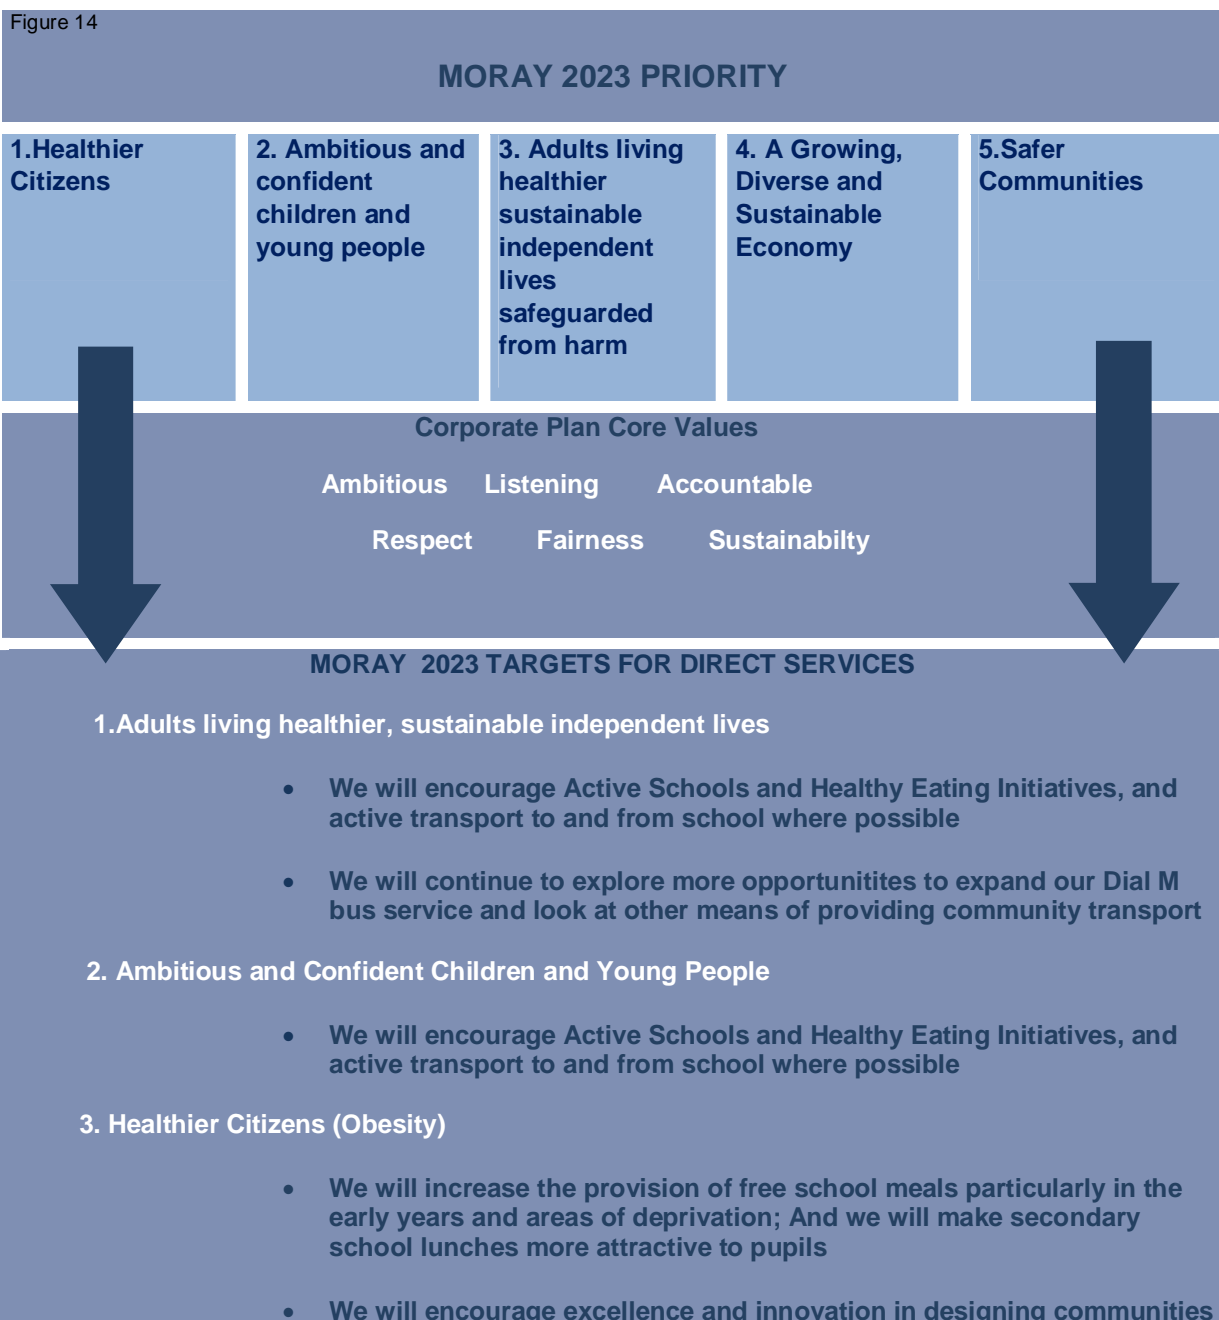 Figure 14
MORAY 2023 PRIORITY
1.Healthier
Citizens
2. Ambitious and
confident
children and
young people
3. Adults living
healthier
sustainable
independent
lives
safeguarded
from harm
4. A Growing,
Diverse and
Sustainable
Economy
5.Safer
Communities
Corporate Plan Core Values
Ambitious Listening Accountable
Respect Fairness Sustainabilty
MORAY 2023 TARGETS FOR DIRECT SERVICES
1.Adults living healthier, sustainable independent lives
• We will encourage Active Schools and Healthy Eating Initiatives, and
active transport to and from school where possible
• We will continue to explore more opportunitites to expand our Dial M
bus service and look at other means of providing community transport
2. Ambitious and Confident Children and Young People
• We will encourage Active Schools and Healthy Eating Initiatives, and
active transport to and from school where possible
3. Healthier Citizens (Obesity)
• We will increase the provision of free school meals particularly in the
early years and areas of deprivation; And we will make secondary
school lunches more attractive to pupils
• We will encourage excellence and innovation in designing communities